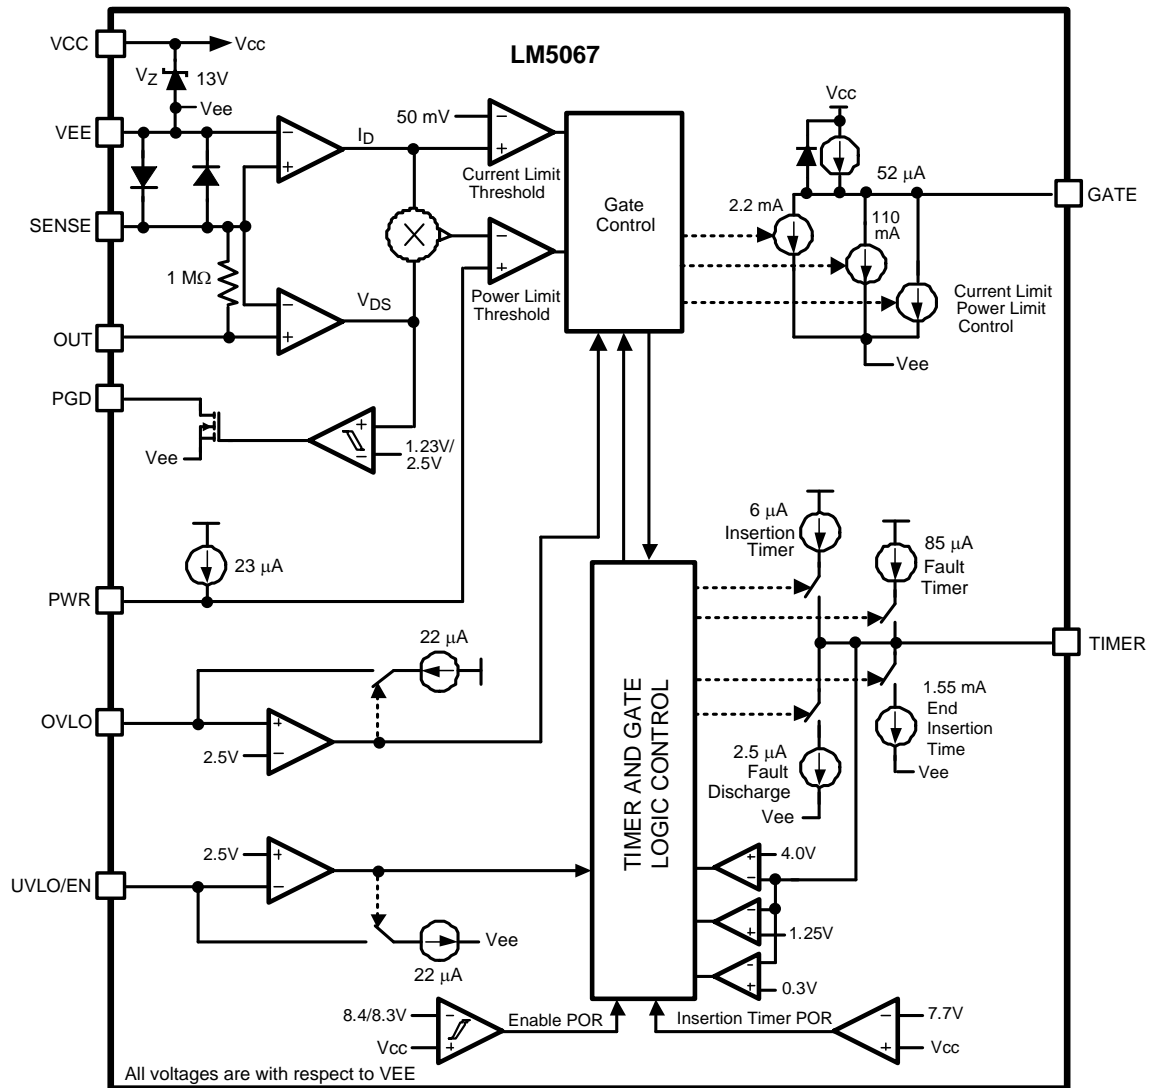 LM5067
VCC
Vcc
VZ
13V
Vee
VEE
SENSE
1 MΩ
OUT
PGD
Vee
PWR
23 μA
OVLO
22 μA
2.5V
−
+
UVLO/EN
2.5V
+
−
22 μA
Vee
−
+
ID
−
+
VDS
+
−
1.23V/
2.5V
50 mV
−
+
Current Limit
Threshold
−
+
Power Limit
Threshold
Gate
Control
Vcc
52 μA
GATE
2.2 mA
110
mA
Current Limit
Power Limit
Control
Vee
6 μA
Insertion
Timer
85 μA
Fault
Timer
TIMER
1.55 mA
End
Insertion
Time
Vee
2.5 μA
Fault
Discharge
Vee
TIMER AND GATE
LOGIC CONTROL
+
−
4.0V
−
+
1.25V
-
+
0.3V
8.4/8.3V
−
Vcc
+
Enable POR
Insertion Timer POR
−
7.7V
+
Vcc
All voltages are with respect to VEE